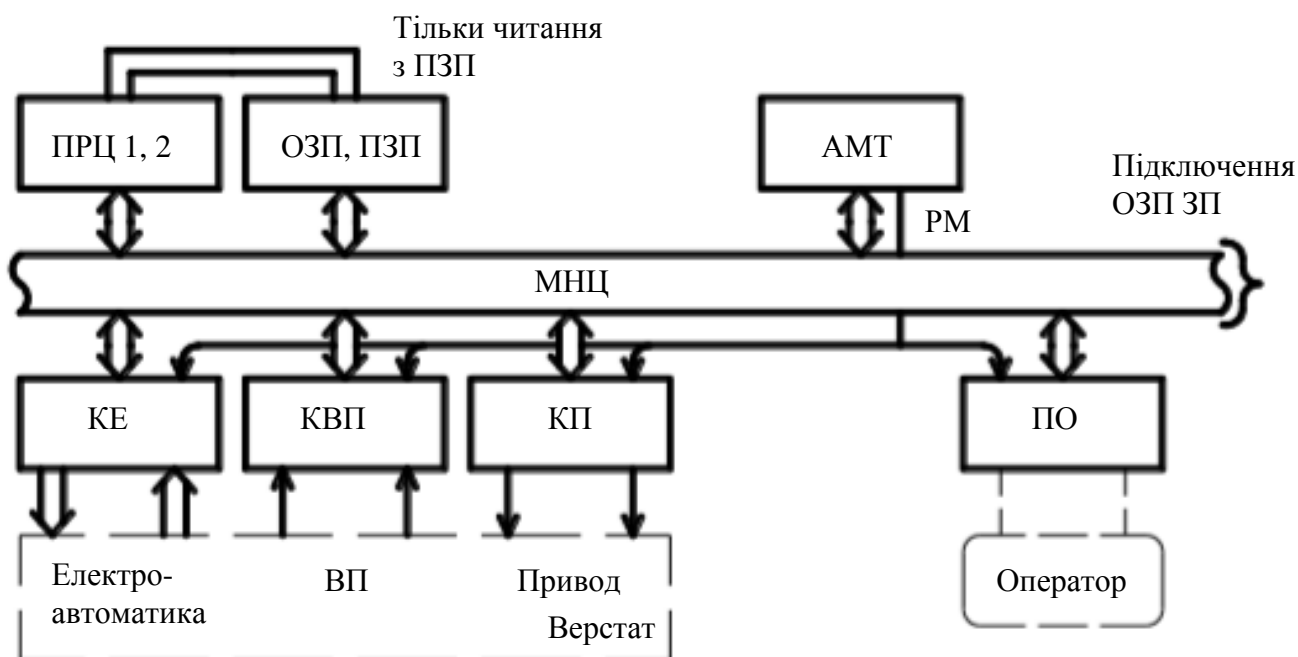 Тільки читання
з ПЗП
ПРЦ 1, 2
ОЗП, ПЗП
АМТ
Підключення
ОЗП ЗП
РМ
МНЦ
КЕ
КВП
КП
ПО
Електро-
автоматика
ВП
Привод
Верстат
Оператор